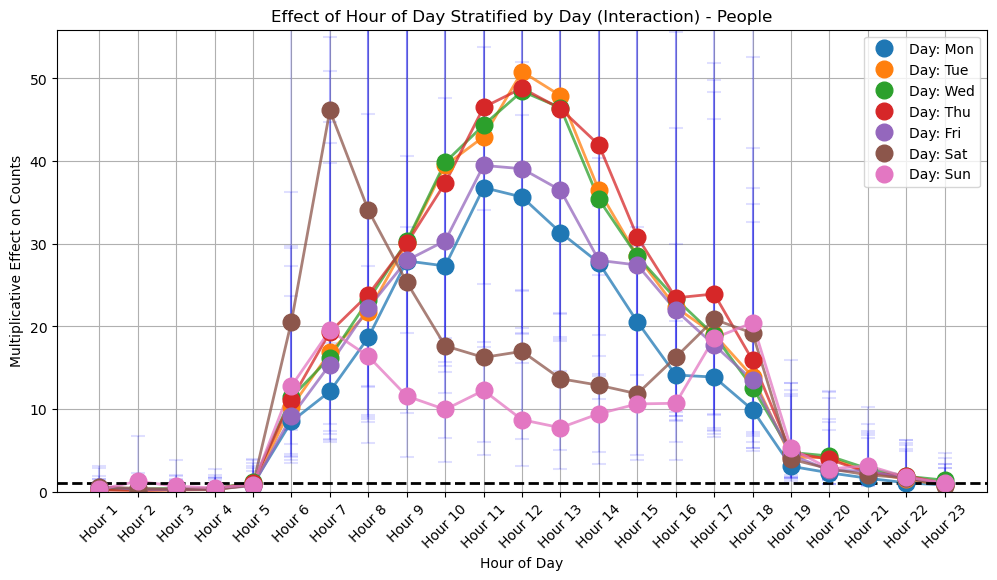 Effect of Hour of Day Stratified by Day (Interaction) - People
Multiplicative Effect on Counts
50
40
30
20
10
0
Day: Mon
Day: Tue
Day: Wed
Day: Thu
Day: Fri
Day: Sat
Day: Sun
Hour 1
Hour 2
Hour 3
Hour 4
Hour 5
Hour 6
Hour 7
Hour 8
Hour 9
Hour 10
Hour 11
Hour 12
Hour 13
Hour 14
Hour 15
Hour 16
Hour 17
Hour 18
Hour 19
Hour 20
Hour 21
Hour 22
Hour 23
Hour of Day